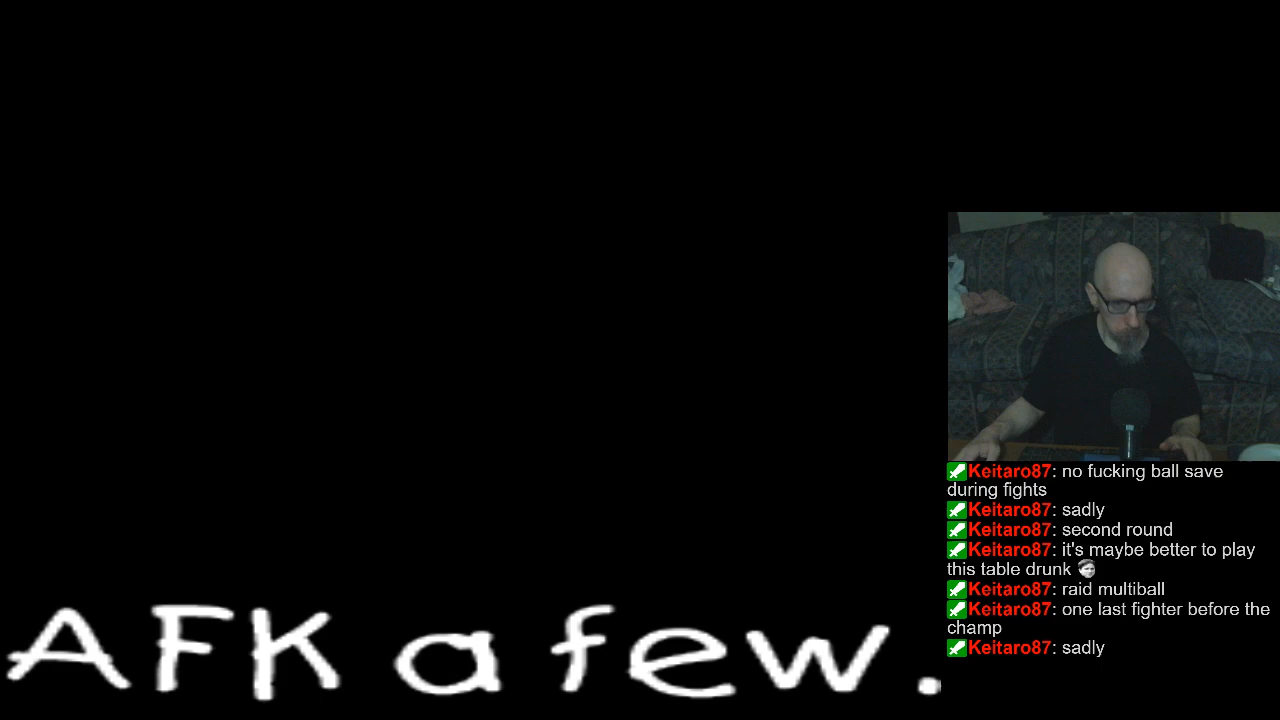 Keitaro87: no fucking ball save
during fights
Keitaro87: sadly
Keitaro87: second round
Keitaro87: it's maybe better to play
this table drunk
Keitaro87: raid multiball
Keitaro87: one last fighter before the
champ
Keitaro87: sadly
AFK a few.